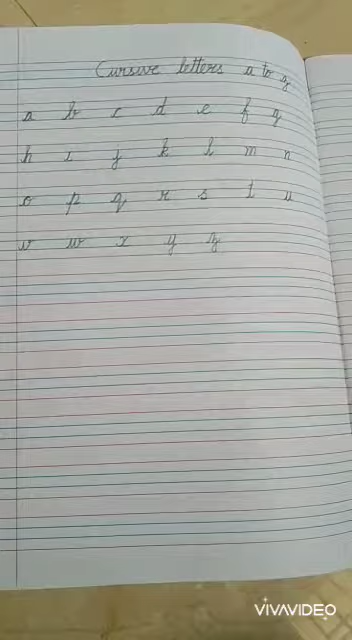 Cursive letters a to z
a b c d e f g
h i j k l m n
o p q r s t u
v w x y z
VIVAVIDEO